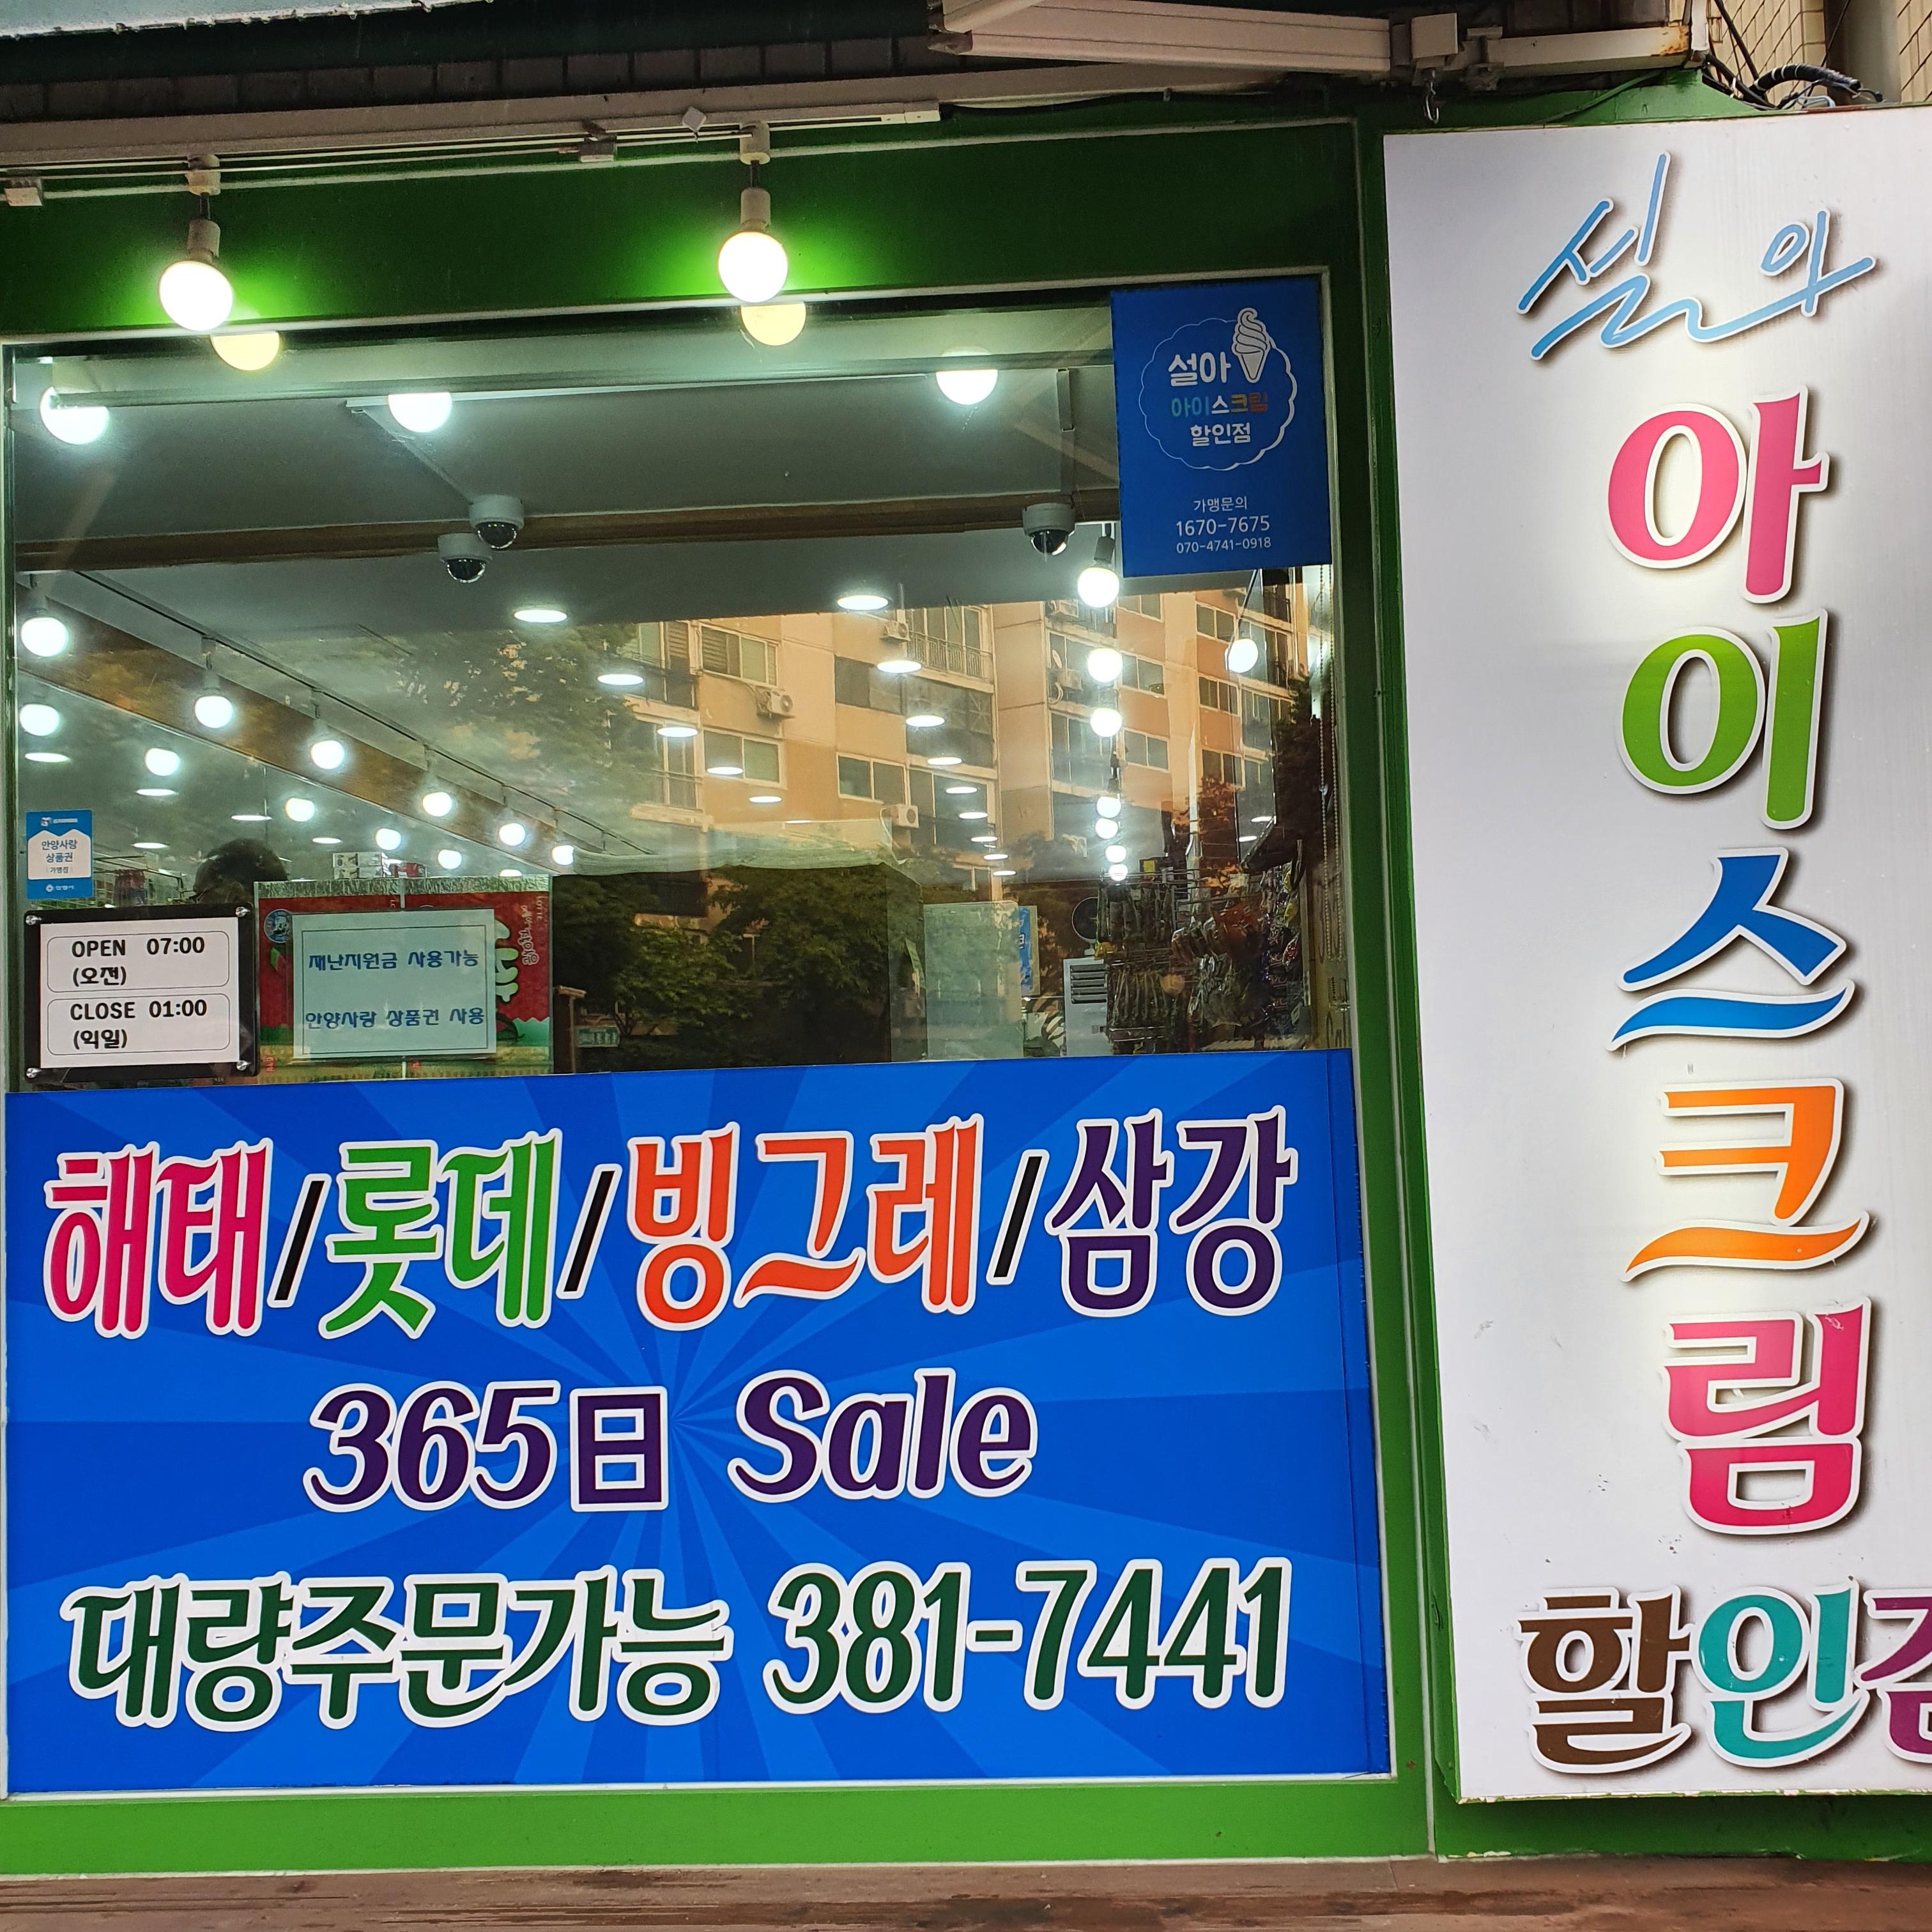 설아
아이스크림
할인점
가맹문의
1670-7675
070-4741-0918
안양사랑
상품권
가맹점
OPEN 07:00
(오전)
CLOSE 01:00
(익일)
재난지원금 사용가능
안양사랑 상품권 사용
해태/롯데/빙그레/삼강
365日 Sale
대량주문가능 381-7441
설아
아이스크림
할인점